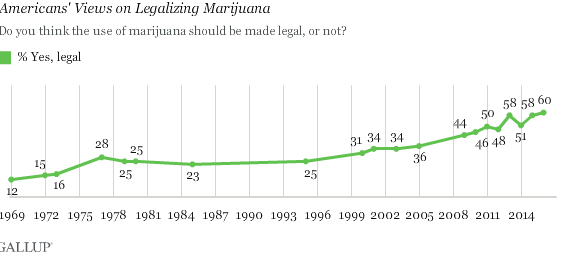 Americans' Views on Legalizing Marijuana
Do you think the use of marijuana should be made legal, or not?
% Yes, legal
12 15 16 28 25 25 23 25 31 34 34 36 44 46 50 48 58 51 58 60
1969 1972 1975 1978 1981 1984 1987 1990 1993 1996 1999 2002 2005 2008 2011 2014
GALLUP